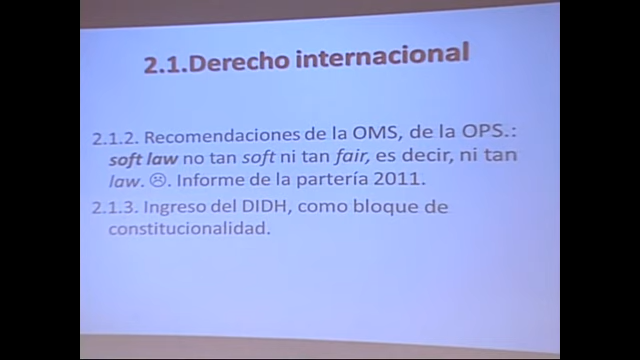 2.1.Derecho internacional
2.1.2. Recomendaciones de la OMS, de la OPS.:
soft law no tan soft ni tan fair, es decir, ni tan
law. ☹. Informe de la partería 2011.
2.1.3. Ingreso del DIDH, como bloque de
constitucionalidad.